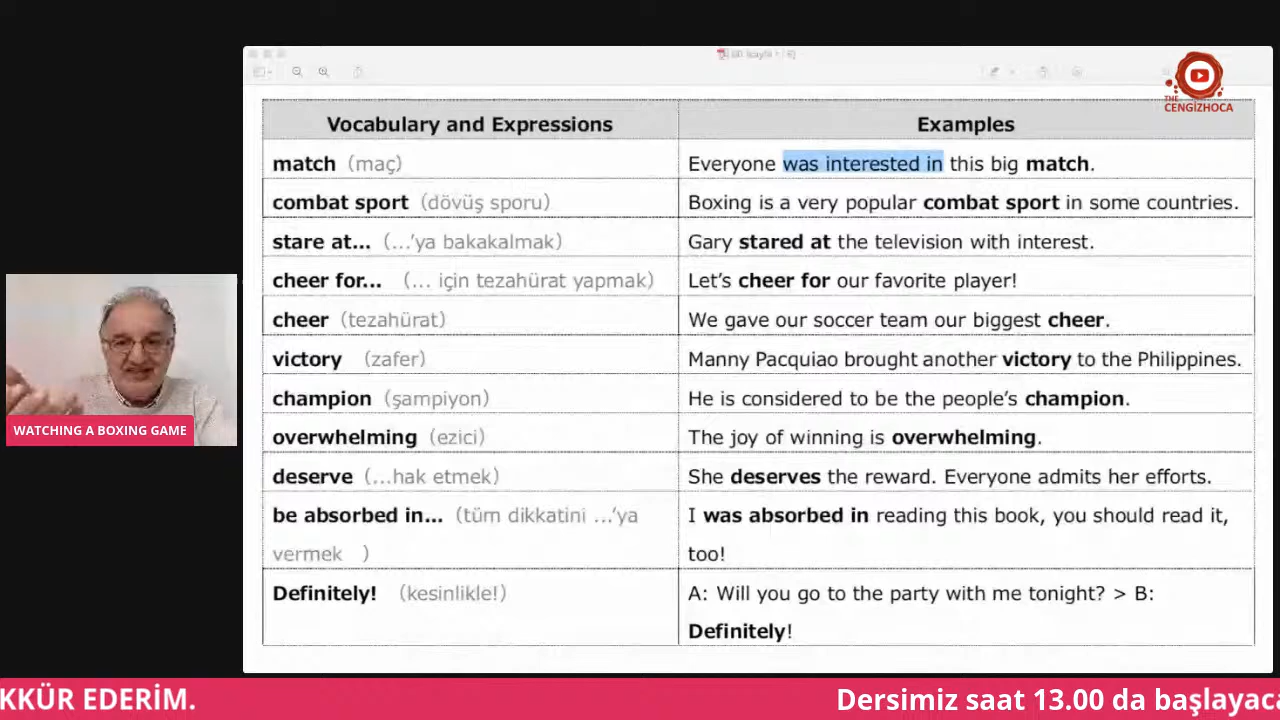 THE
CENGİZHOCA
Vocabulary and Expressions Examples
match (maç) Everyone was interested in this big match.
combat sport (dövüş sporu) Boxing is a very popular combat sport in some countries.
stare at... (...’ya bakakalmak) Gary stared at the television with interest.
cheer for... (... için tezahürat yapmak) Let’s cheer for our favorite player!
cheer (tezahürat) We gave our soccer team our biggest cheer.
victory (zafer) Manny Pacquiao brought another victory to the Philippines.
champion (şampiyon) He is considered to be the people’s champion.
overwhelming (ezici) The joy of winning is overwhelming.
deserve (...hak etmek) She deserves the reward. Everyone admits her efforts.
be absorbed in... (tüm dikkatini ...’ya I was absorbed in reading this book, you should read it,
vermek ) too!
Definitely! (kesinlikle!) A: Will you go to the party with me tonight? > B:
Definitely!
WATCHING A BOXING GAME
KKÜR EDERİM. Dersimiz saat 13.00 da başlayaca